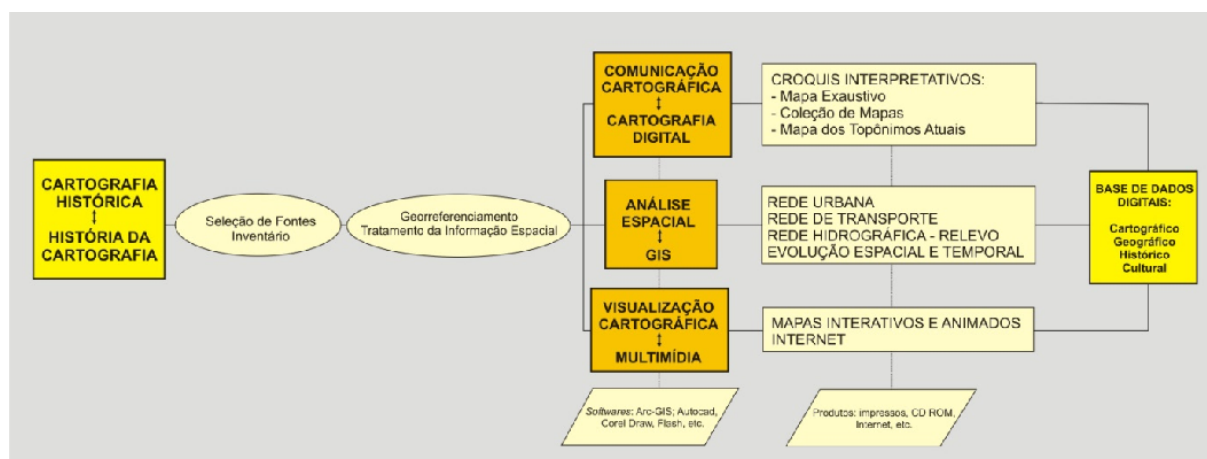 CARTOGRAFIA
HISTÓRICA
↕
HISTÓRIA DA
CARTOGRAFIA
Seleção de Fontes
Inventário
Georreferenciamento
Tratamento da Informação Espacial
COMUNICAÇÃO
CARTOGRÁFICA
↕
CARTOGRAFIA
DIGITAL
CROQUIS INTERPRETATIVOS:
- Mapa Exaustivo
- Coleção de Mapas
- Mapa dos Topônimos Atuais
ANÁLISE
ESPACIAL
↕
GIS
REDE URBANA
REDE DE TRANSPORTE
REDE HIDROGRÁFICA - RELEVO
EVOLUÇÃO ESPACIAL E TEMPORAL
VISUALIZAÇÃO
CARTOGRÁFICA
↕
MULTIMÍDIA
MAPAS INTERATIVOS E ANIMADOS
INTERNET
BASE DE DADOS
DIGITAIS:
Cartográfico
Geográfico
Histórico
Cultural
Softwares: Arc-GIS; Autocad,
Corel Draw, Flash, etc.
Produtos: impressos, CD ROM,
Internet, etc.